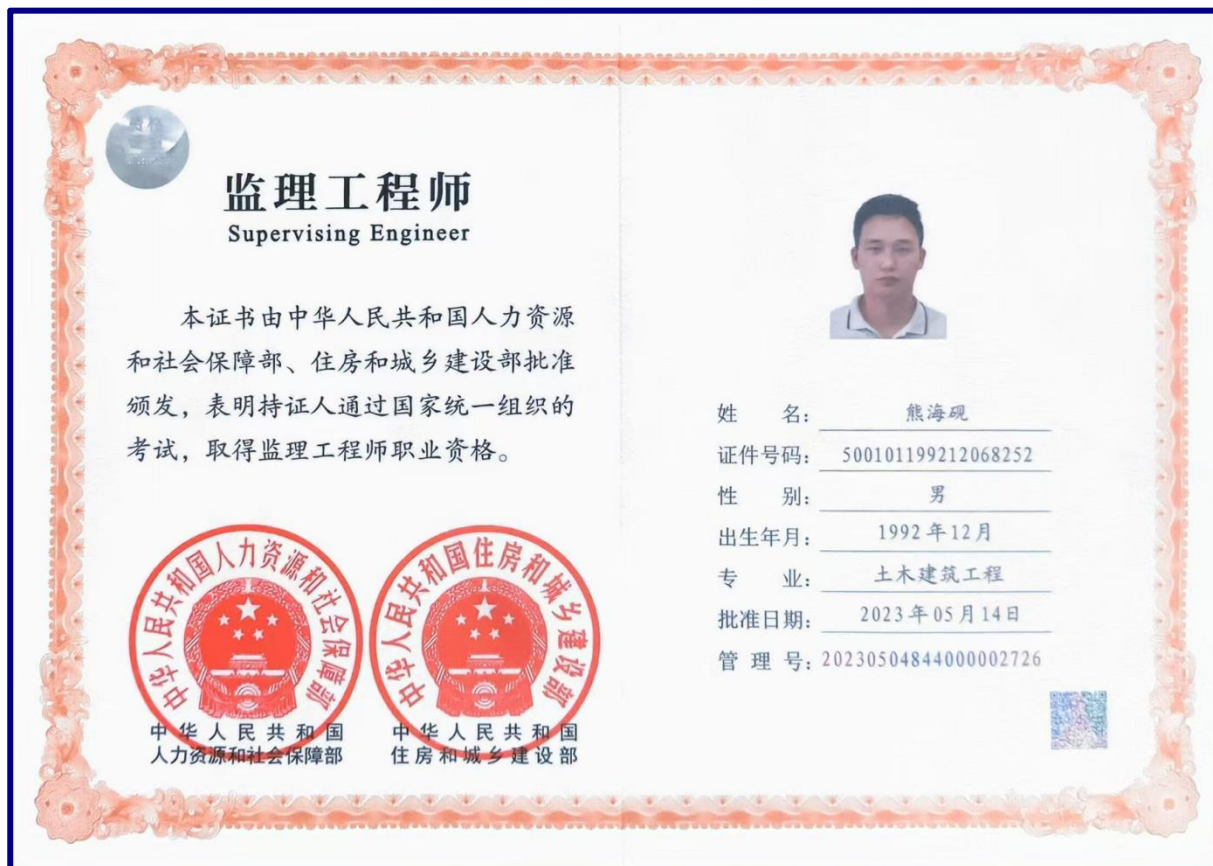 监理工程师
Supervising Engineer
本证书由中华人民共和国人力资源
和社会保障部、住房和城乡建设部批准
颁发，表明持证人通过国家统一组织的
考试，取得监理工程师职业资格。
中华人民共和国人力资源和社会保障部
中华人民共和国住房和城乡建设部
中华人民共和国
人力资源和社会保障部
中华人民共和国
住房和城乡建设部
姓 名： 熊海砚
证件号码： 500101199212068252
性 别： 男
出生年月： 1992年12月
专 业： 土木建筑工程
批准日期： 2023年05月14日
管 理 号： 20230504844000002726